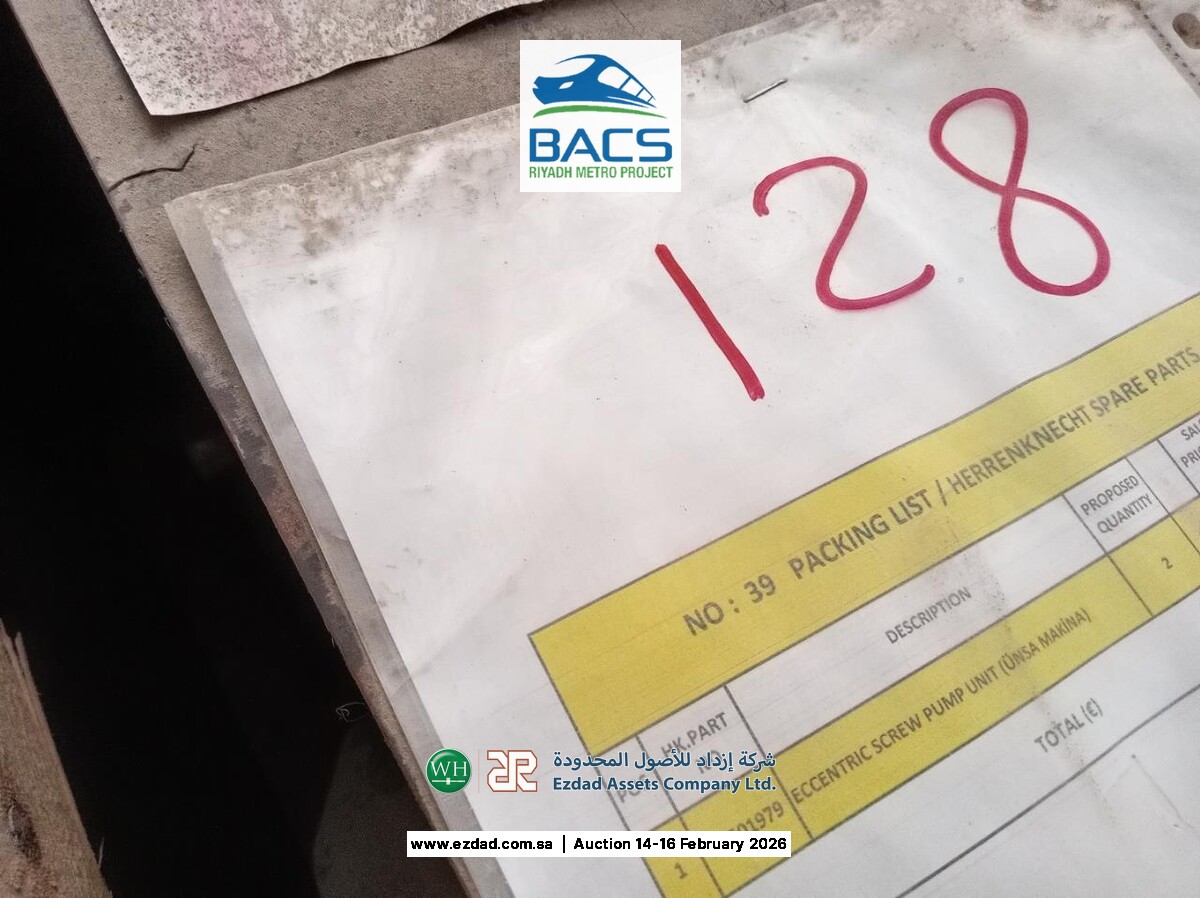 BACS
RIYADH METRO PROJECT
128
NO : 39 PACKING LIST / HERRENKNECHT SPARE PARTS
HK.PART
DESCRIPTION
PROPOSED
QUANTITY
1
ECCENTRIC SCREW PUMP UNIT (ÜNSA MAKİNA)
2
TOTAL (€)
WH
شركة إزداد للأصول المحدودة
Ezdad Assets Company Ltd.
www.ezdad.com.sa | Auction 14-16 February 2026